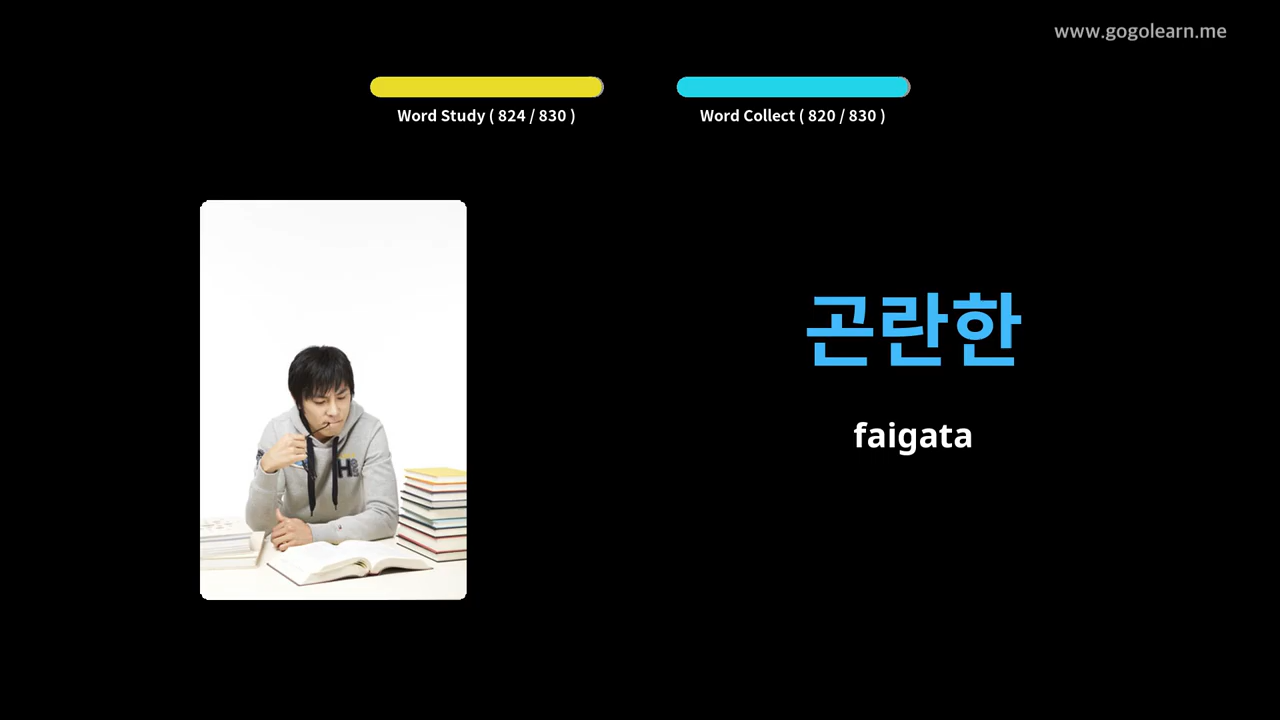 www.gogolearn.me
Word Study ( 824 / 830 )
Word Collect ( 820 / 830 )
곤란한
faigata
H